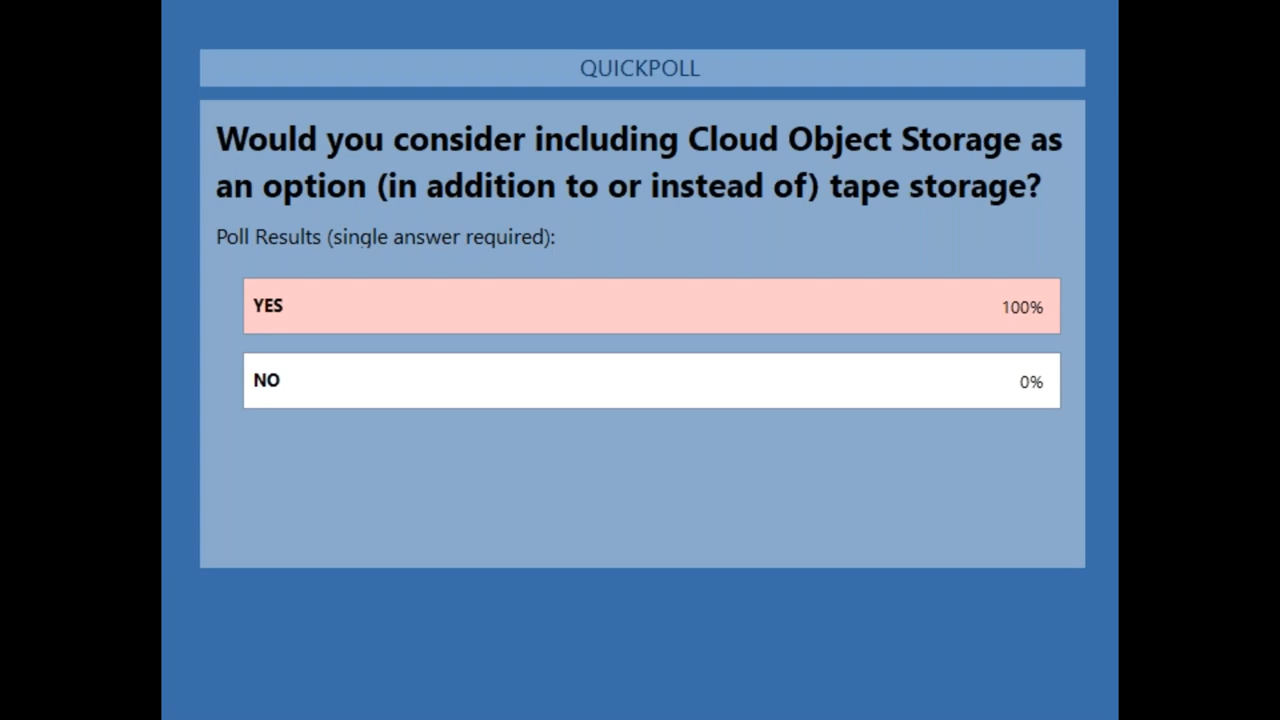 QUICKPOLL
Would you consider including Cloud Object Storage as
an option (in addition to or instead of) tape storage?
Poll Results (single answer required):
YES 100%
NO 0%